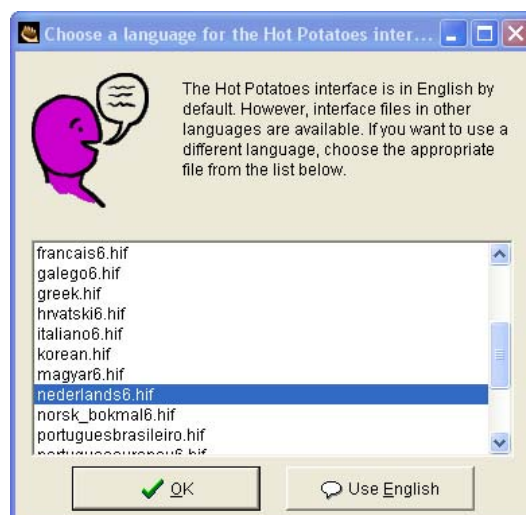 Choose a language for the Hot Potatoes inter...
The Hot Potatoes interface is in English by
default. However, interface files in other
languages are available. If you want to use a
different language, choose the appropriate
file from the list below.
francais6.hif
galego6.hif
greek.hif
hrvatski6.hif
italiano6.hif
korean.hif
magyar6.hif
nederlands6.hif
norsk_bokmal6.hif
portuguesbrasileiro.hif
OK
Use English